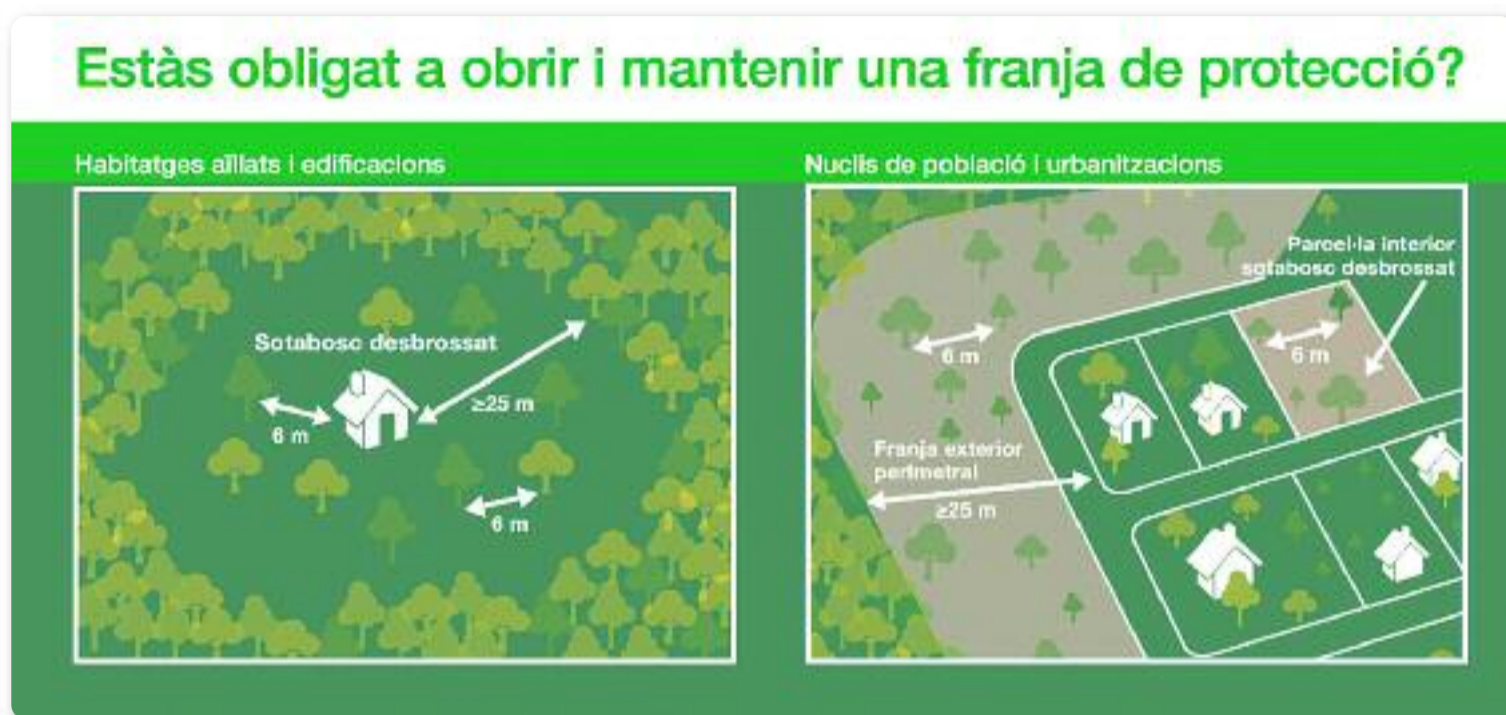 Estàs obligat a obrir i mantenir una franja de protecció?
Habitatges aïllats i edificacions
Sotabosc desbrossat
≥25 m
6 m
6 m
Nuclis de població i urbanitzacions
Parcel·la interior
sotabosc desbrossat
6 m
6 m
Franja exterior
perimetral
≥25 m